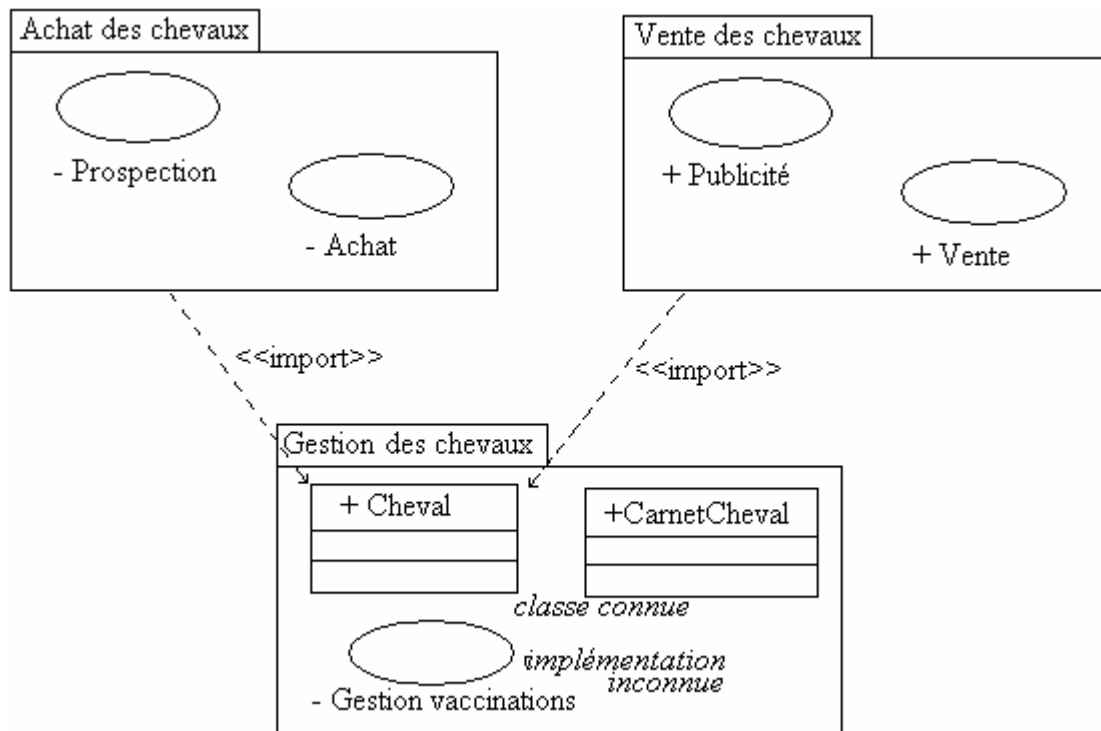 Achat des chevaux
- Prospection
- Achat
Vente des chevaux
+ Publicité
+ Vente
<<import>>
<<import>>
Gestion des chevaux
+ Cheval
+CarnetCheval
classe connue
implémentation
inconnue
- Gestion vaccinations